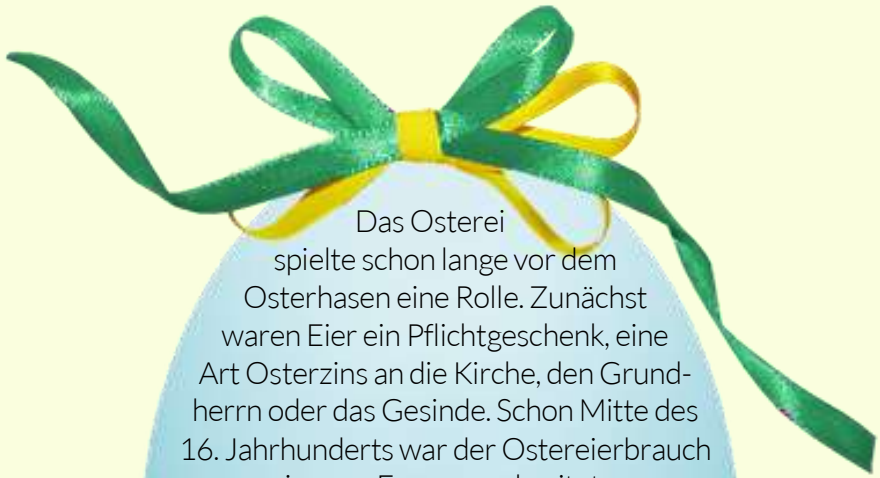 Das Osterei
spielte schon lange vor dem
Osterhasen eine Rolle. Zunächst
waren Eier ein Pflichtgeschenk, eine
Art Osterzins an die Kirche, den Grund-
herrn oder das Gesinde. Schon Mitte des
16. Jahrhunderts war der Ostereierbrauch